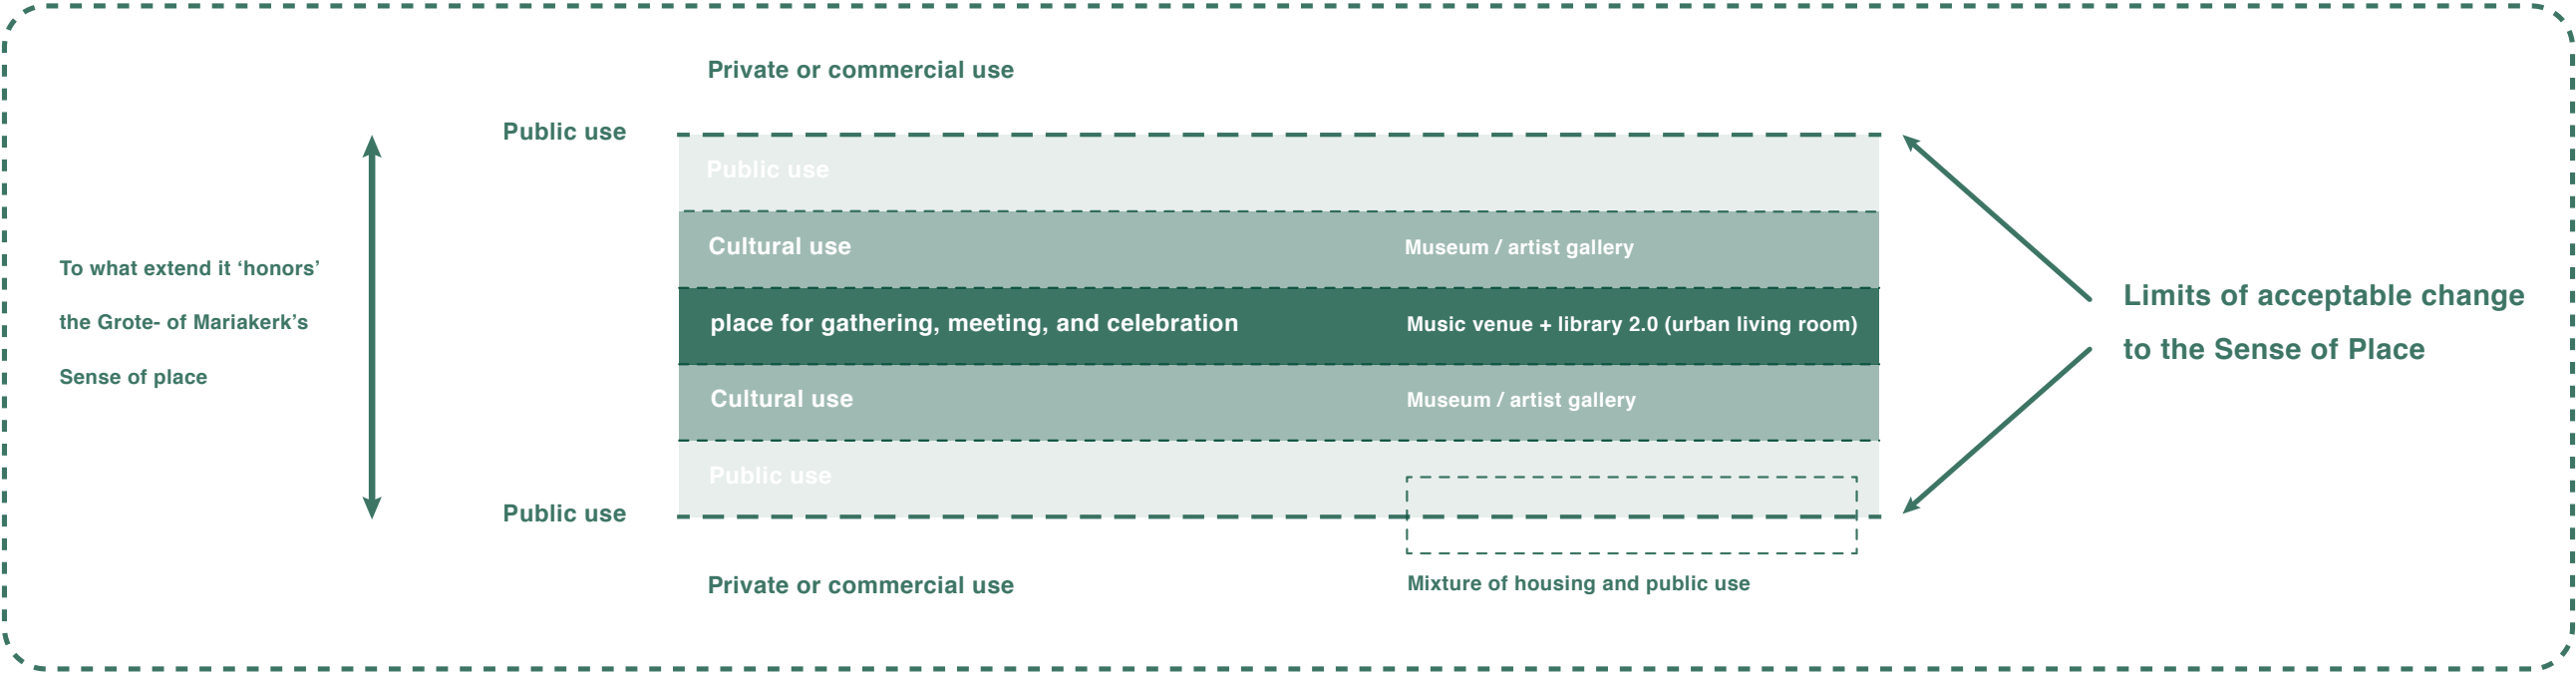 Private or commercial use
Public use
Public use
Cultural use
Museum / artist gallery
To what extend it ‘honors’
the Grote- of Mariakerk’s
Sense of place
place for gathering, meeting, and celebration
Music venue + library 2.0 (urban living room)
Limits of acceptable change
to the Sense of Place
Cultural use
Museum / artist gallery
Public use
Public use
Private or commercial use
Mixture of housing and public use